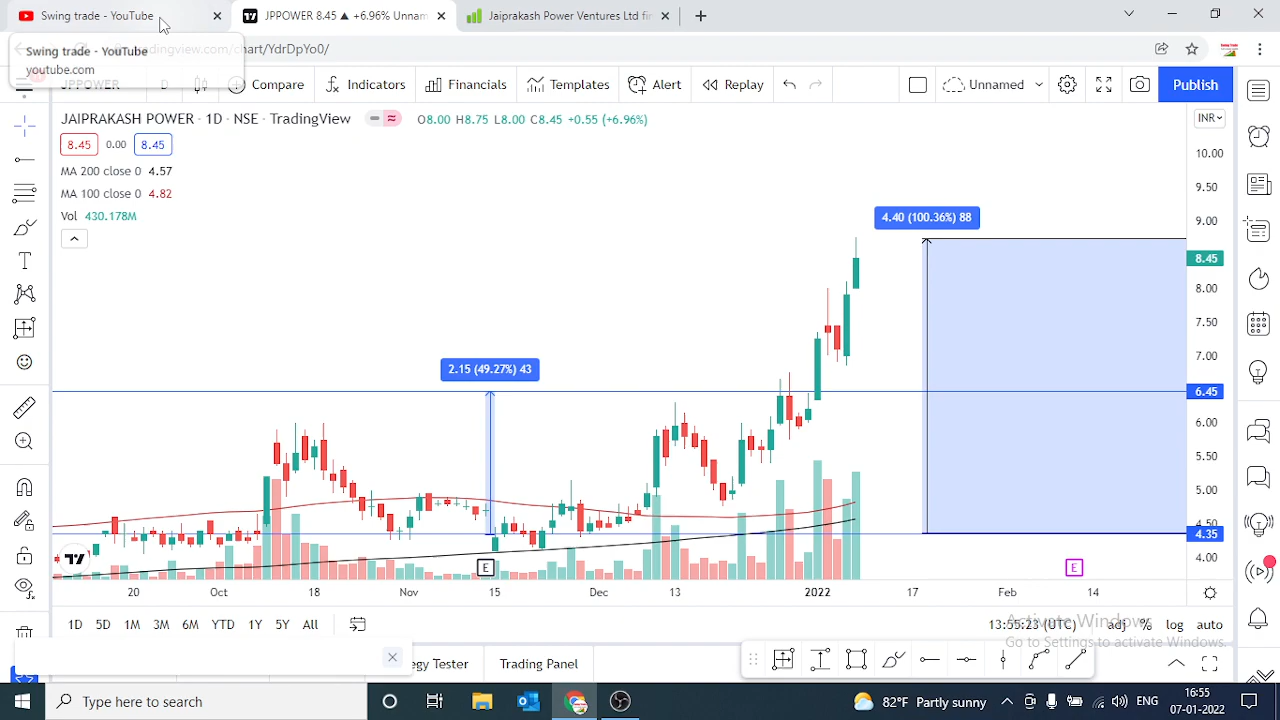 Swing trade - YouTube
JPPOWER 8.45 ▲ +6.96% Unnam
Jaiprakash Power Ventures Ltd fin
Swing trade - YouTube
youtube.com
dingview.com/chart/YdrDpYo0/
JPPOWER
D
Compare
Indicators
Financials
Templates
Alert
Replay
Unnamed
Publish
JAIPRAKASH POWER · 1D · NSE · TradingView
O8.00 H8.75 L8.00 C8.45 +0.55 (+6.96%)
INR
8.45 0.00 8.45
MA 200 close 0 4.57
MA 100 close 0 4.82
Vol 430.178M
4.40 (100.36%) 88
2.15 (49.27%) 43
10.00
9.50
9.00
8.45
8.00
7.50
7.00
6.45
6.00
5.50
5.00
4.50
4.35
4.00
E
E
20 Oct 18 Nov 15 Dec 13 2022 17 Feb 14
1D 5D 1M 3M 6M YTD 1Y 5Y All
13:55:23 (UTC) adj % log auto
Activate Windows
Go to Settings to activate Windows.
egy Tester
Trading Panel
Type here to search
82°F Partly sunny
ENG
16:55
07-01-2022